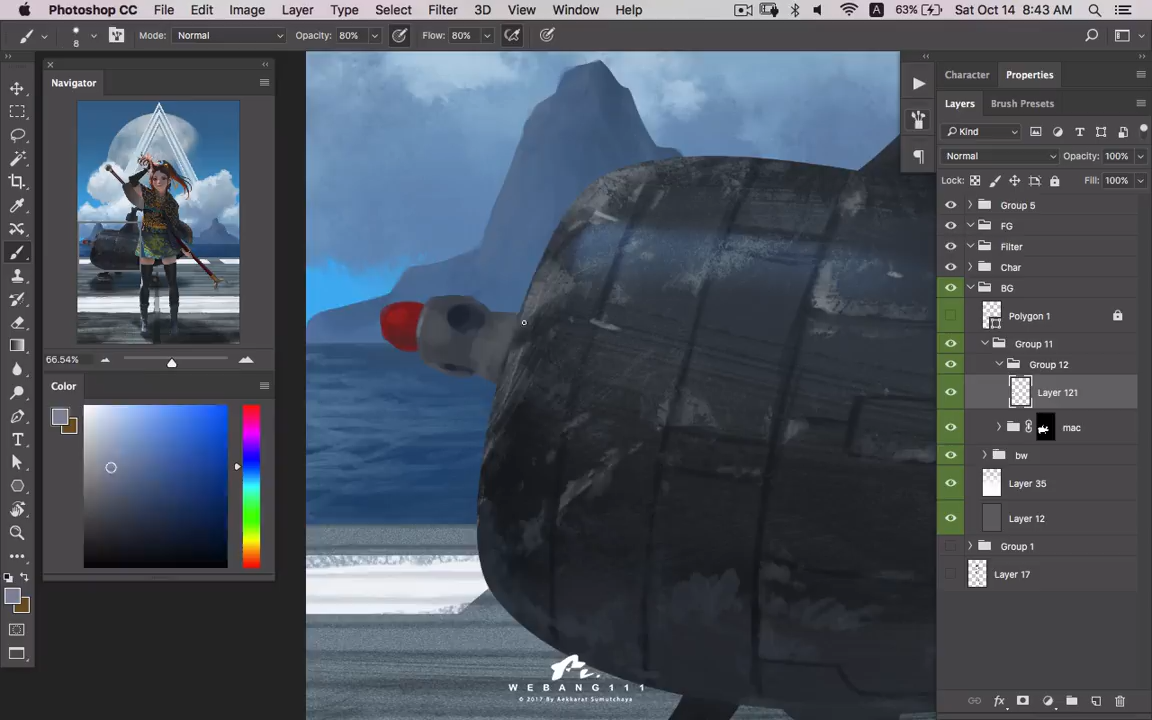 Photoshop CC File Edit Image Layer Type Select Filter 3D View Window Help A 63% Sat Oct 14 8:43 AM
8 Mode: Normal Opacity: 80% Flow: 80%
Navigator
66.54%
Color
T
Character Properties
Layers Brush Presets
Kind
Normal Opacity: 100%
Lock: Fill: 100%
Group 5
FG
Filter
Char
BG
Polygon 1
Group 11
Group 12
Layer 121
mac
bw
Layer 35
Layer 12
Group 1
Layer 17
fx
WEBANG111
© 2017 By Aekkarat Sumutchaya